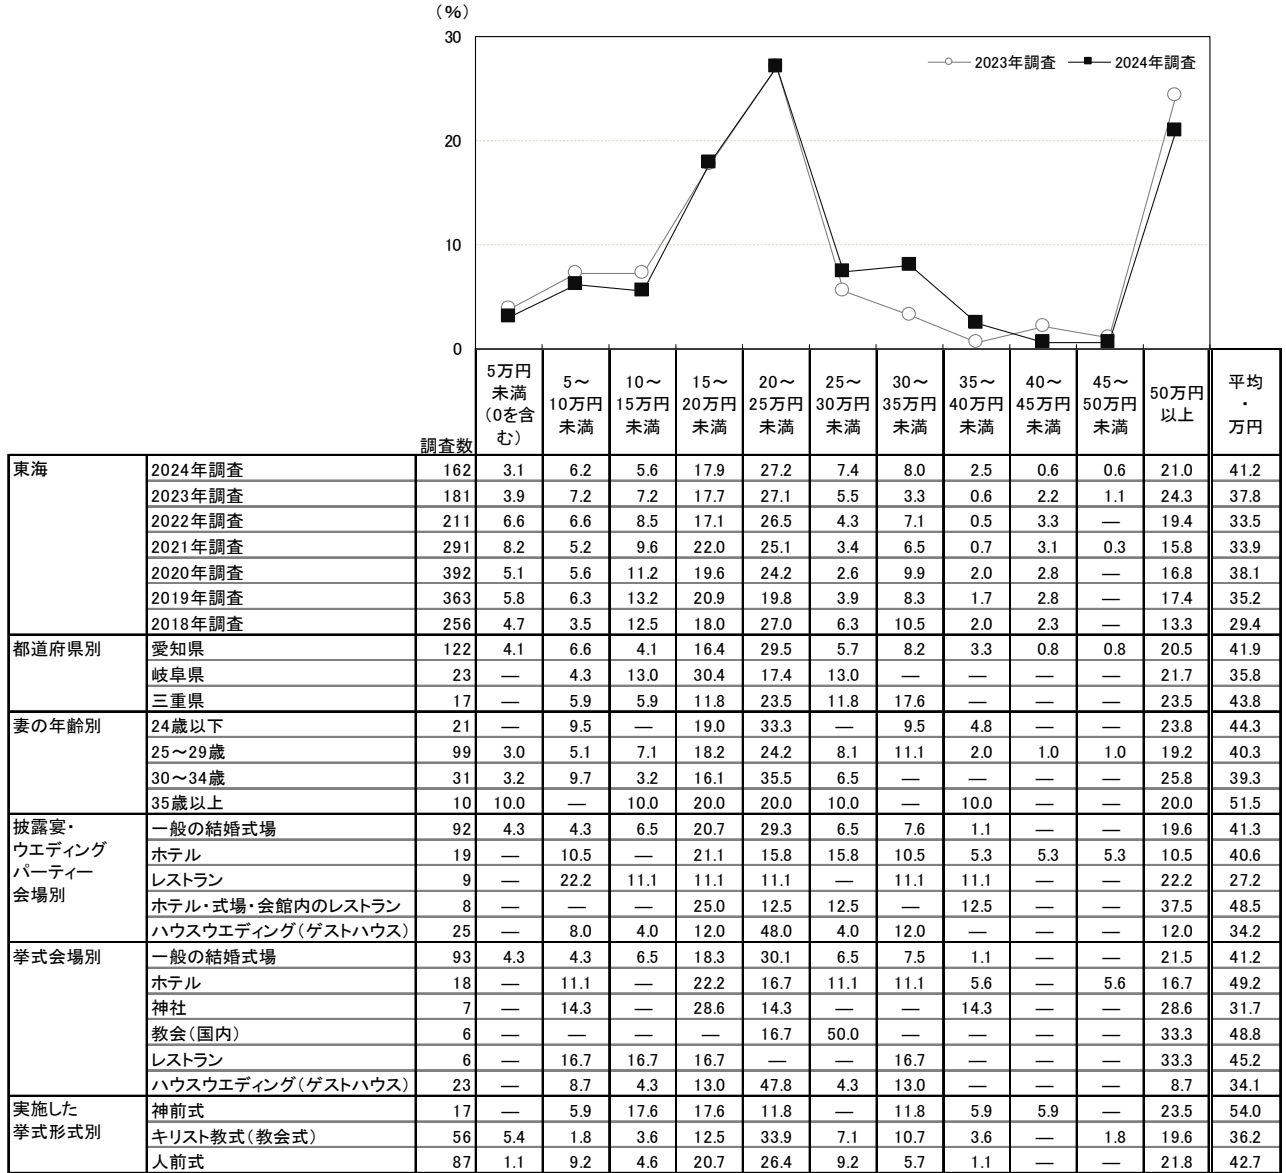 （％）
30
20
10
0
2023年調査 2024年調査
調査数 5万円未満（0を含む） 5～10万円未満 10～15万円未満 15～20万円未満 20～25万円未満 25～30万円未満 30～35万円未満 35～40万円未満 40～45万円未満 45～50万円未満 50万円以上 平均・万円
東海 2024年調査 162 3.1 6.2 5.6 17.9 27.2 7.4 8.0 2.5 0.6 0.6 21.0 41.2
2023年調査 181 3.9 7.2 7.2 17.7 27.1 5.5 3.3 0.6 2.2 1.1 24.3 37.8
2022年調査 211 6.6 6.6 8.5 17.1 26.5 4.3 7.1 0.5 3.3 — 19.4 33.5
2021年調査 291 8.2 5.2 9.6 22.0 25.1 3.4 6.5 0.7 3.1 0.3 15.8 33.9
2020年調査 392 5.1 5.6 11.2 19.6 24.2 2.6 9.9 2.0 2.8 — 16.8 38.1
2019年調査 363 5.8 6.3 13.2 20.9 19.8 3.9 8.3 1.7 2.8 — 17.4 35.2
2018年調査 256 4.7 3.5 12.5 18.0 27.0 6.3 10.5 2.0 2.3 — 13.3 29.4
都道府県別 愛知県 122 4.1 6.6 4.1 16.4 29.5 5.7 8.2 3.3 0.8 0.8 20.5 41.9
岐阜県 23 — 4.3 13.0 30.4 17.4 13.0 — — — — 21.7 35.8
三重県 17 — 5.9 5.9 11.8 23.5 11.8 17.6 — — — 23.5 43.8
妻の年齢別 24歳以下 21 — 9.5 — 19.0 33.3 — 9.5 4.8 — — 23.8 44.3
25～29歳 99 3.0 5.1 7.1 18.2 24.2 8.1 11.1 2.0 1.0 1.0 19.2 40.3
30～34歳 31 3.2 9.7 3.2 16.1 35.5 6.5 — — — — 25.8 39.3
35歳以上 10 10.0 — 10.0 20.0 20.0 10.0 — 10.0 — — 20.0 51.5
披露宴・ウエディングパーティー会場別 一般の結婚式場 92 4.3 4.3 6.5 20.7 29.3 6.5 7.6 1.1 — — 19.6 41.3
ホテル 19 — 10.5 — 21.1 15.8 15.8 10.5 5.3 5.3 5.3 10.5 40.6
レストラン 9 — 22.2 11.1 11.1 11.1 — 11.1 11.1 — — 22.2 27.2
ホテル・式場・会館内のレストラン 8 — — — 25.0 12.5 12.5 — 12.5 — — 37.5 48.5
ハウスウエディング（ゲストハウス） 25 — 8.0 4.0 12.0 48.0 4.0 12.0 — — — 12.0 34.2
挙式会場別 一般の結婚式場 93 4.3 4.3 6.5 18.3 30.1 6.5 7.5 1.1 — — 21.5 41.2
ホテル 18 — 11.1 — 22.2 16.7 11.1 11.1 5.6 — 5.6 16.7 49.2
神社 7 — 14.3 — 28.6 14.3 — — 14.3 — — 28.6 31.7
教会（国内） 6 — — — — 16.7 50.0 — — — — 33.3 48.8
レストラン 6 — 16.7 16.7 16.7 — — 16.7 — — — 33.3 45.2
ハウスウエディング（ゲストハウス） 23 — 8.7 4.3 13.0 47.8 4.3 13.0 — — — 8.7 34.1
実施した挙式形式別 神前式 17 — 5.9 17.6 17.6 11.8 — 11.8 5.9 5.9 — 23.5 54.0
キリスト教式（教会式） 56 5.4 1.8 3.6 12.5 33.9 7.1 10.7 3.6 — 1.8 19.6 36.2
人前式 87 1.1 9.2 4.6 20.7 26.4 9.2 5.7 1.1 — — 21.8 42.7